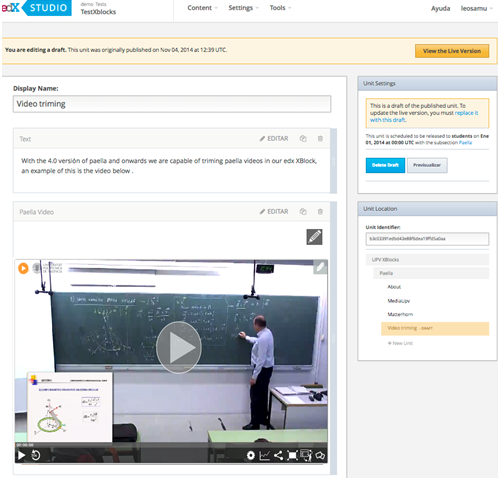 edX STUDIO
demo: Tests
TestXblocks
Content
Settings
Tools
Ayuda
leosamu
You are editing a draft. This unit was originally published on Nov 04, 2014 at 12:39 UTC.
View the Live Version
Display Name:
Video triming
Text
EDITAR
With the 4.0 versión of paella and onwards we are capable of triming paella videos in our edx XBlock,
an example of this is the video below .
Paella Video
EDITAR
Unit Settings
This is a draft of the published unit. To
update the live version, you must replace it
with this draft.
This unit is scheduled to be released to students on Ene
01, 2014 at 00:00 UTC with the subsection Paella
Delete Draft
Previsualizar
Unit Location
Unit Identifier:
UPV XBlocks
Paella
About
MediaUpv
Matterhorn
Video triming - DRAFT
+ New Unit